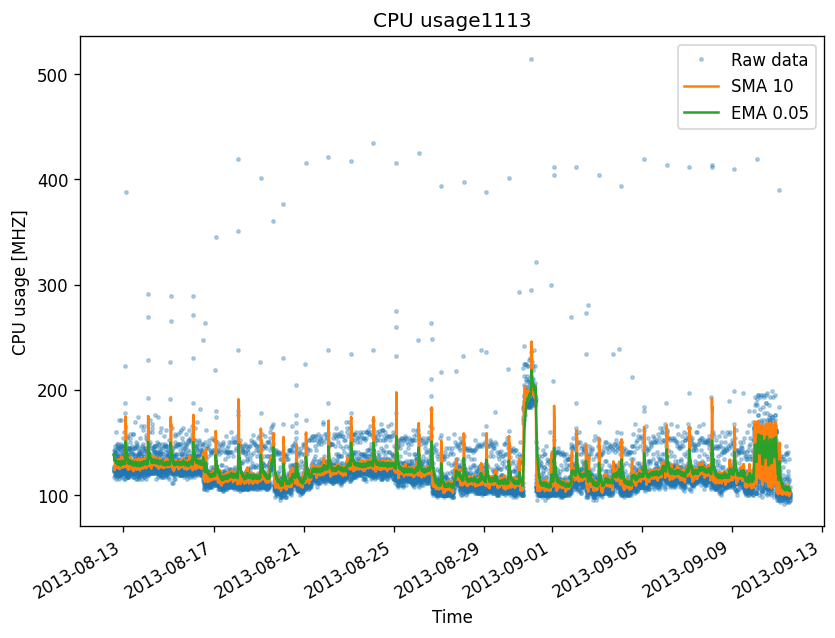 CPU usage1113
Raw data
SMA 10
EMA 0.05
CPU usage [MHZ]
500
400
300
200
100
2013-08-13
2013-08-17
2013-08-21
2013-08-25
2013-08-29
2013-09-01
2013-09-05
2013-09-09
2013-09-13
Time